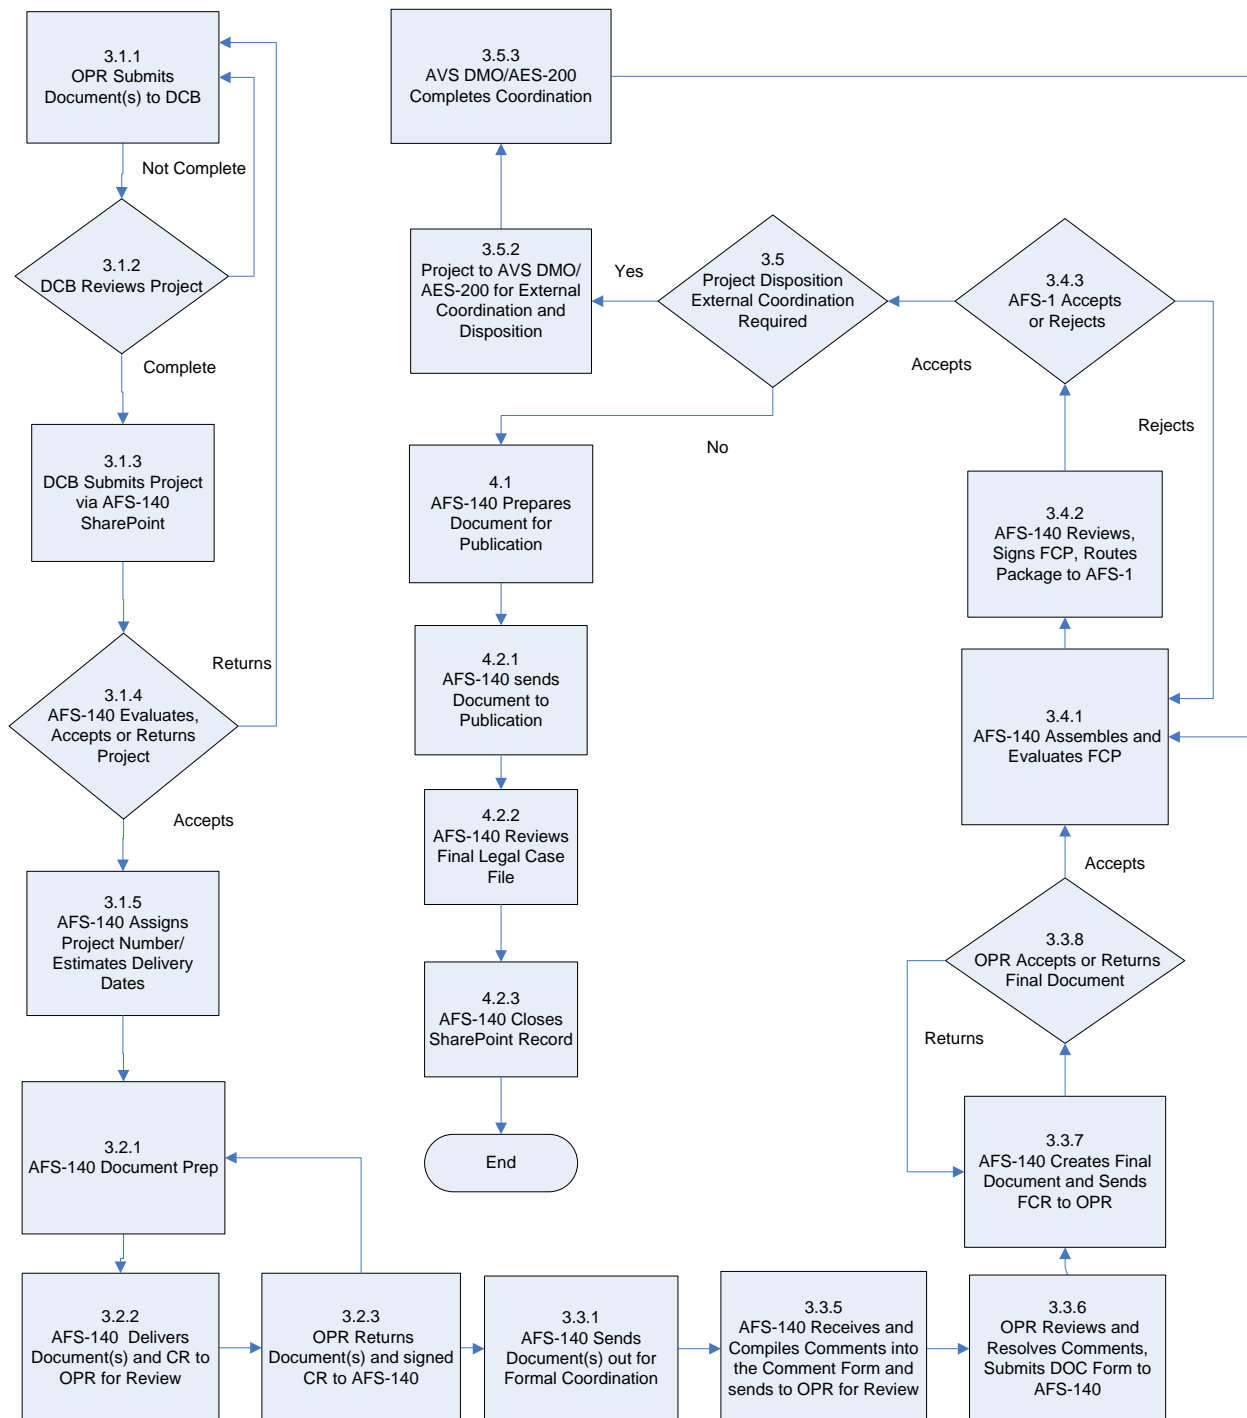 3.1.1
OPR Submits
Document(s) to DCB
Not Complete
3.1.2
DCB Reviews Project
Complete
3.1.3
DCB Submits Project
via AFS-140
SharePoint
Returns
3.1.4
AFS-140 Evaluates,
Accepts or Returns
Project
Accepts
3.1.5
AFS-140 Assigns
Project Number/
Estimates Delivery
Dates
3.2.1
AFS-140 Document Prep
3.2.2
AFS-140 Delivers
Document(s) and CR to
OPR for Review
3.2.3
OPR Returns
Document(s) and signed
CR to AFS-140
3.3.1
AFS-140 Sends
Document(s) out for
Formal Coordination
3.3.5
AFS-140 Receives and
Compiles Comments into
the Comment Form and
sends to OPR for Review
3.3.6
OPR Reviews and
Resolves Comments,
Submits DOC Form to
AFS-140
3.3.7
AFS-140 Creates Final
Document and Sends
FCR to OPR
Returns
3.3.8
OPR Accepts or Returns
Final Document
Accepts
3.4.1
AFS-140 Assembles and
Evaluates FCP
3.4.2
AFS-140 Reviews,
Signs FCP, Routes
Package to AFS-1
Rejects
3.4.3
AFS-1 Accepts
or Rejects
Accepts
3.5
Project Disposition
External Coordination
Required
Yes
3.5.2
Project to AVS DMO/
AES-200 for External
Coordination and
Disposition
3.5.3
AVS DMO/AES-200
Completes Coordination
No
4.1
AFS-140 Prepares
Document for
Publication
4.2.1
AFS-140 sends
Document to
Publication
4.2.2
AFS-140 Reviews
Final Legal Case
File
4.2.3
AFS-140 Closes
SharePoint Record
End